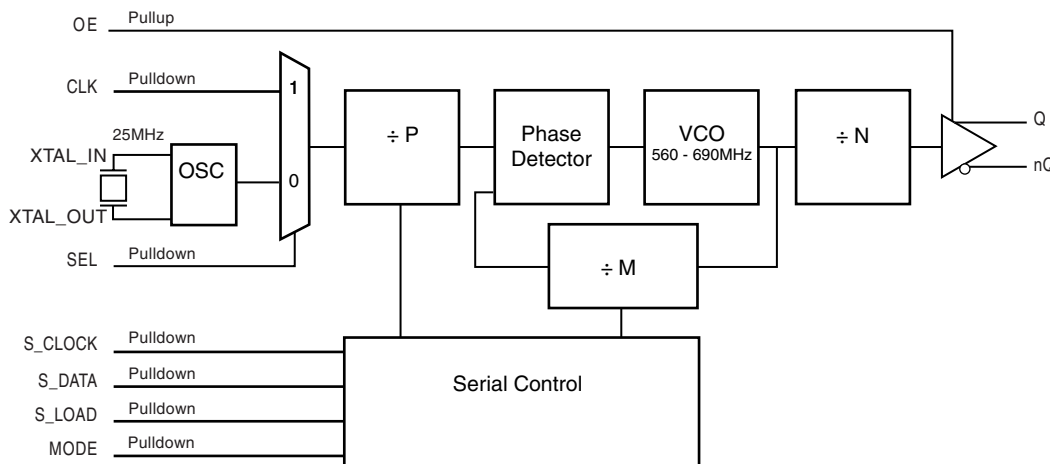 OE Pullup
CLK Pulldown
1
25MHz
XTAL_IN
OSC
0
XTAL_OUT
SEL Pulldown
÷ P
Phase
Detector
VCO
560 - 690MHz
÷ N
Q
nQ
÷ M
S_CLOCK Pulldown
S_DATA Pulldown
S_LOAD Pulldown
MODE Pulldown
Serial Control